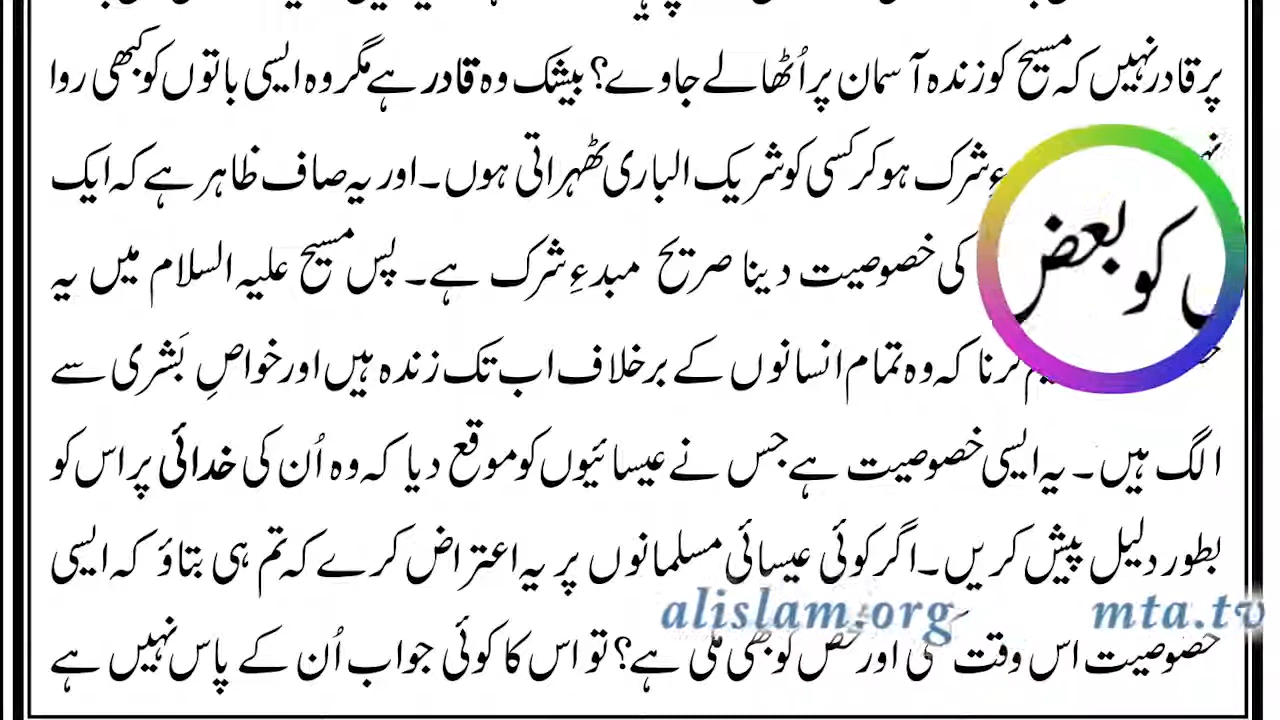 پر قادر نہیں کہ مسیح کو زندہ آسمان پر اُٹھالے جاوے؟ بیشک وہ قادر ہے مگر وہ ایسی باتوں کو کبھی روا
شرک ہو کر کسی کو شریک الباری ٹھہراتی ہوں۔ اور یہ صاف ظاہر ہے کہ ایک
کو بعض
کی خصوصیت دینا صریح مبدءِ شرک ہے۔ پس مسیح علیہ السلام میں یہ
کرنا کہ وہ تمام انسانوں کے برخلاف اب تک زندہ ہیں اور خواصِ بَشری سے
الگ ہیں۔ یہ ایسی خصوصیت ہے جس نے عیسائیوں کو موقع دیا کہ وہ اُن کی خدائی پر اس کو
بطور دلیل پیش کریں۔ اگر کوئی عیسائی مسلمانوں پر یہ اعتراض کرے کہ تم ہی بتاؤ کہ ایسی
خصوصیت اس وقت کسی اور شخص کو بھی ملی ہے؟ تو اس کا کوئی جواب اُن کے پاس نہیں ہے
alislam.org mta.tv